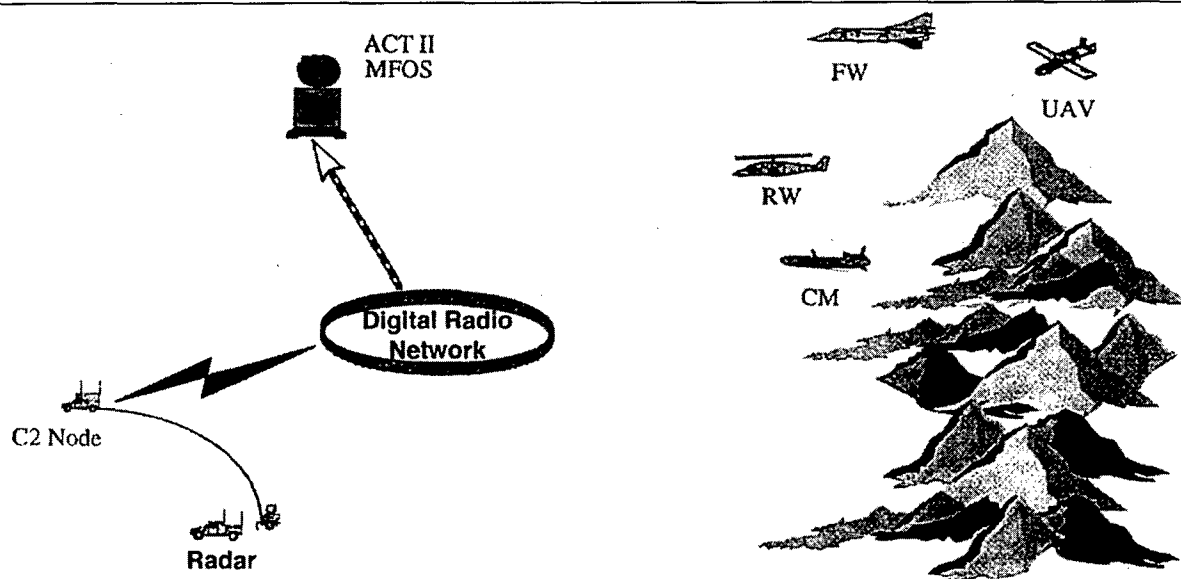 ACT II
MFOS
FW
UAV
RW
CM
Digital Radio
Network
C2 Node
Radar